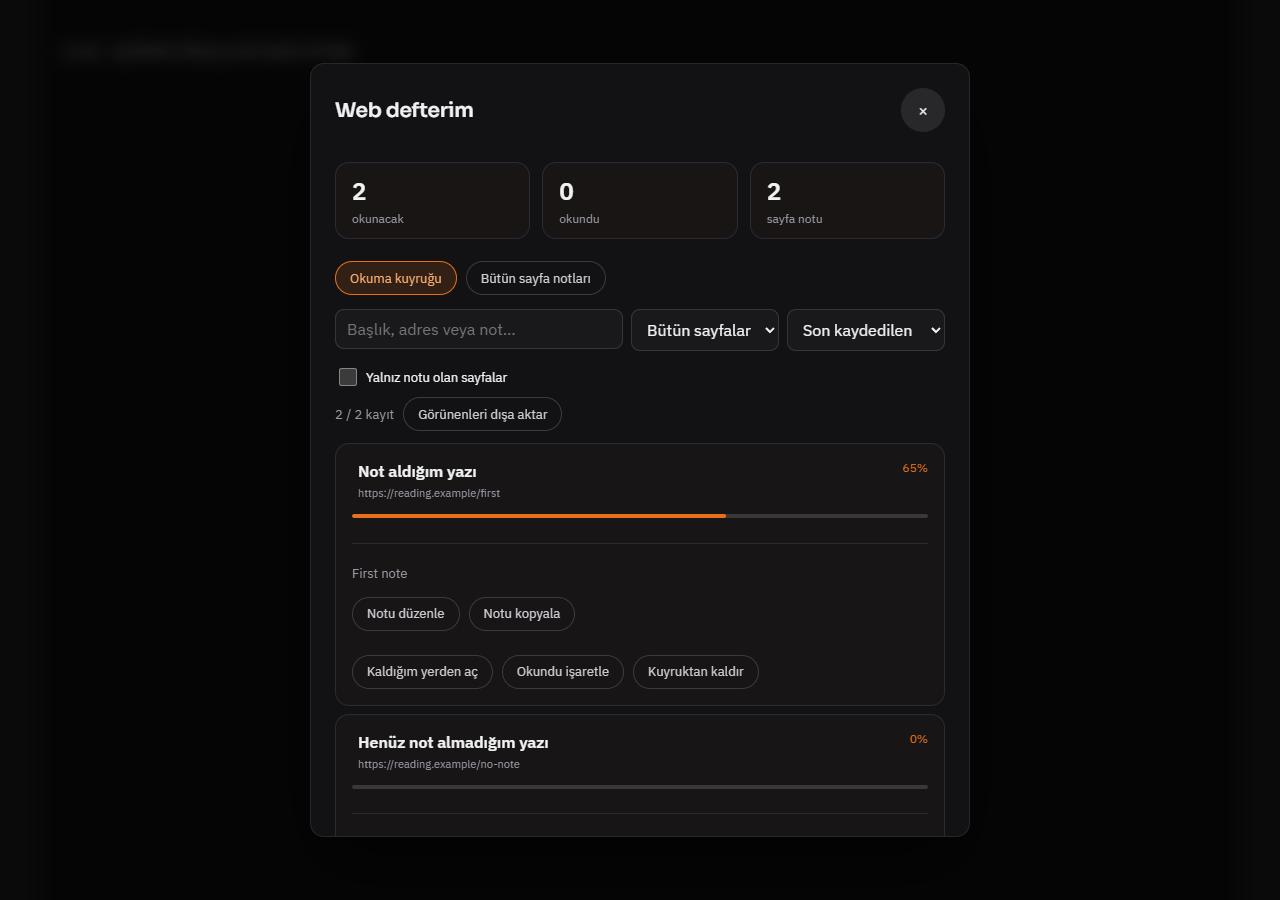 Web defterim
×
2
okunacak
0
okundu
2
sayfa notu
Okuma kuyruğu
Bütün sayfa notları
Başlık, adres veya not...
Bütün sayfalar
Son kaydedilen
Yalnız notu olan sayfalar
2 / 2 kayıt
Görünenleri dışa aktar
Not aldığım yazı
65%
https://reading.example/first
First note
Notu düzenle
Notu kopyala
Kaldığım yerden aç
Okundu işaretle
Kuyruktan kaldır
Henüz not almadığım yazı
0%
https://reading.example/no-note